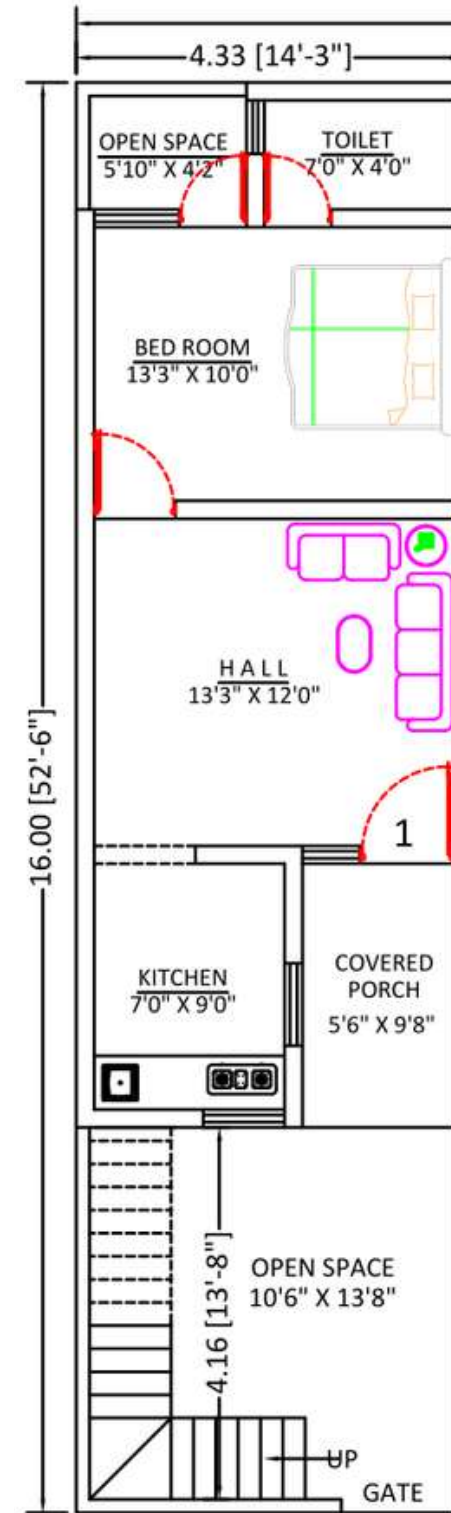 4.33 [14'-3"]
OPEN SPACE
5'10" X 4'2"
TOILET
7'0" X 4'0"
BED ROOM
13'3" X 10'0"
H A L L
13'3" X 12'0"
16.00 [52'-6"]
1
KITCHEN
7'0" X 9'0"
COVERED
PORCH
5'6" X 9'8"
4.16 [13'-8"]
OPEN SPACE
10'6" X 13'8"
UP
GATE